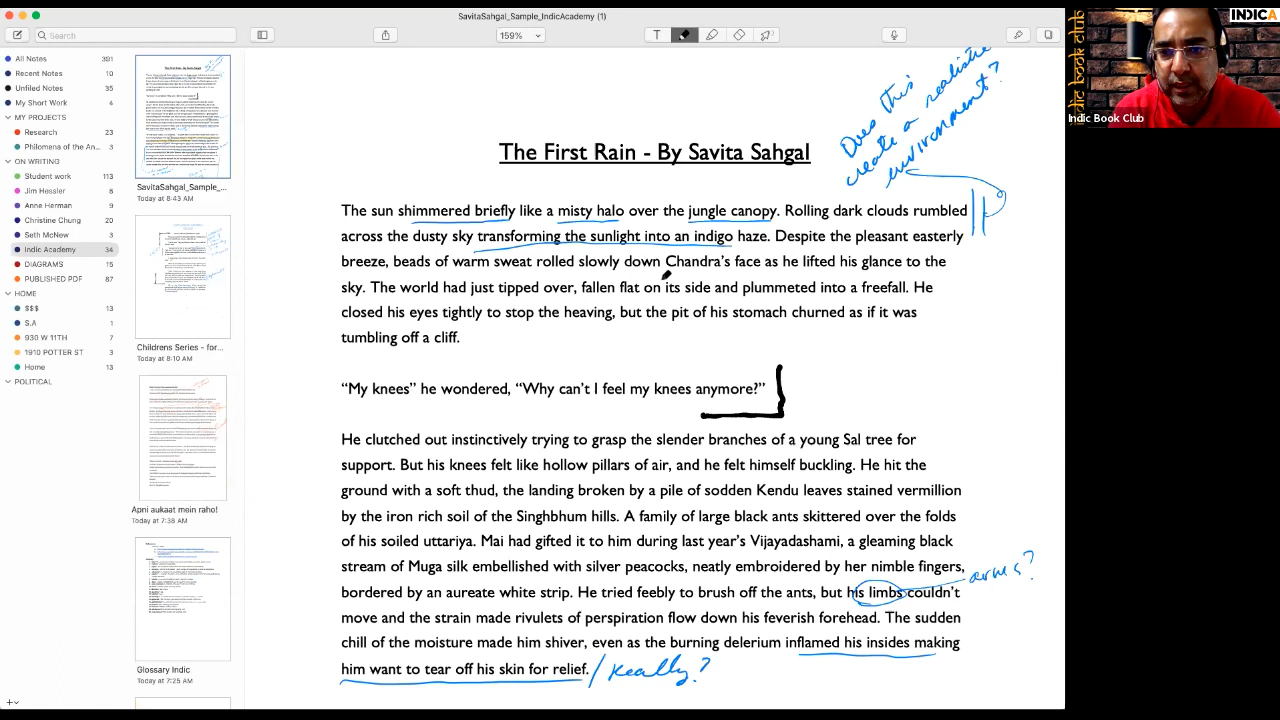 SavitaSahgal_Sample_IndicAcademy (1)
Search
159%
T
INDICA
indic book club
Indic Book Club
All Notes 391
Recent Notes 10
Unfiled Notes 35
My Short Work 6
MY PROJECTS
Research 23
Philomens of the An... 3
ON WRITING
Student work 113
Jim Hessler 8
Anne Herman 9
Christine Chung 20
Seth McNew 3
Indic Academy 34
DIAGRAMS 15
PUBLISHED PDF 87
HOME
$$$ 13
S.A 1
930 W 11TH 7
1910 POTTER ST 3
Home 13
POLITICAL
SavitaSahgal_Sample_...
Today at 8:43 AM
Childrens Series - for...
Today at 8:10 AM
Apni aukaat mein raho!
Today at 7:38 AM
Glossary Indic
Today at 7:25 AM
Does this
create a realistic
environment?
The First Rain - By Savita Sahgal
The sun shimmered briefly like a misty halo over the jungle canopy. Rolling dark clouds rumbled
across the dusty sky transforming the sunlight into an indigo haze. Despite the pleasant easterly
breeze, beads of warm sweat rolled slowly down Chandra's face as he lifted his glance to the
sky. The world had just tipped over, fallen flat on its side and plummeted into a freefall. He
closed his eyes tightly to stop the heaving, but the pit of his stomach churned as if it was
tumbling off a cliff.
“My knees” he wondered. “Why can't I feel my knees anymore?”
He clutched out instinctively trying to grasp the slender branches of a young Sal tree for
support. But his knees felt like hollow pillars of air, and he felt himself buckling. He hit the
ground with a soft thud, the landing broken by a pile of sodden Kendu leaves stained vermillion
by the iron rich soil of the Singhbhum hills. A family of large black ants skittered over the folds
of his soiled uttariya. Mai had gifted it to him during last year's Vijayadashami, a gleaming black
stream of Muga silk embellished with silver peacocks, neatly embroidered by her nimble fingers,
bordered by an aureate white strip. He tried feebly to brush off the ants, but his limbs couldn't
arms?
move and the strain made rivulets of perspiration flow down his feverish forehead. The sudden
chill of the moisture made him shiver, even as the burning delerium inflamed his insides making
him want to tear off his skin for relief. / Really?